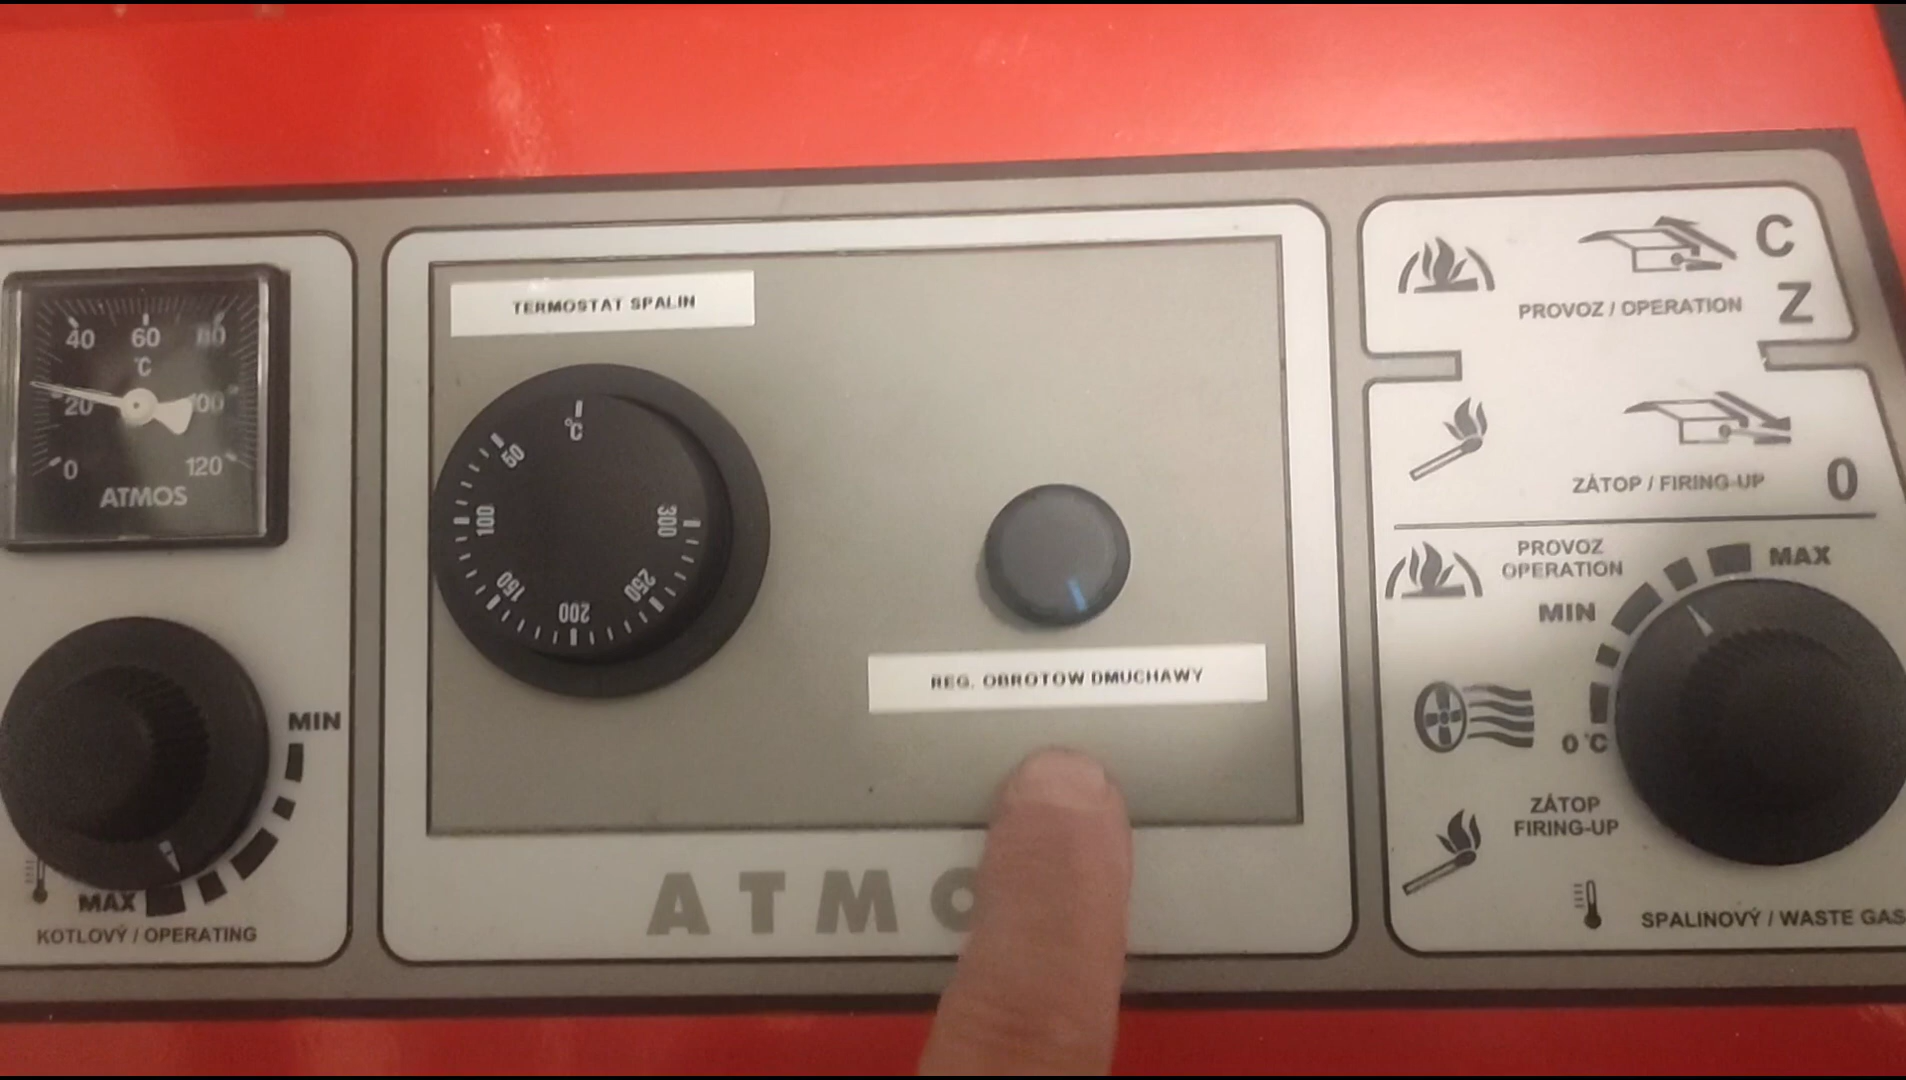 40 60 80
°C
20 100
0 120
ATMOS
MIN
MAX
KOTLOVÝ / OPERATING
TERMOSTAT SPALIN
°C
50
100
150
200
250
300
REG. OBROTOW DMUCHAWY
ATMO
C
PROVOZ / OPERATION Z
ZÁTOP / FIRING-UP 0
PROVOZ
OPERATION
MAX
MIN
0°C
ZÁTOP
FIRING-UP
SPALINOVÝ / WASTE GAS